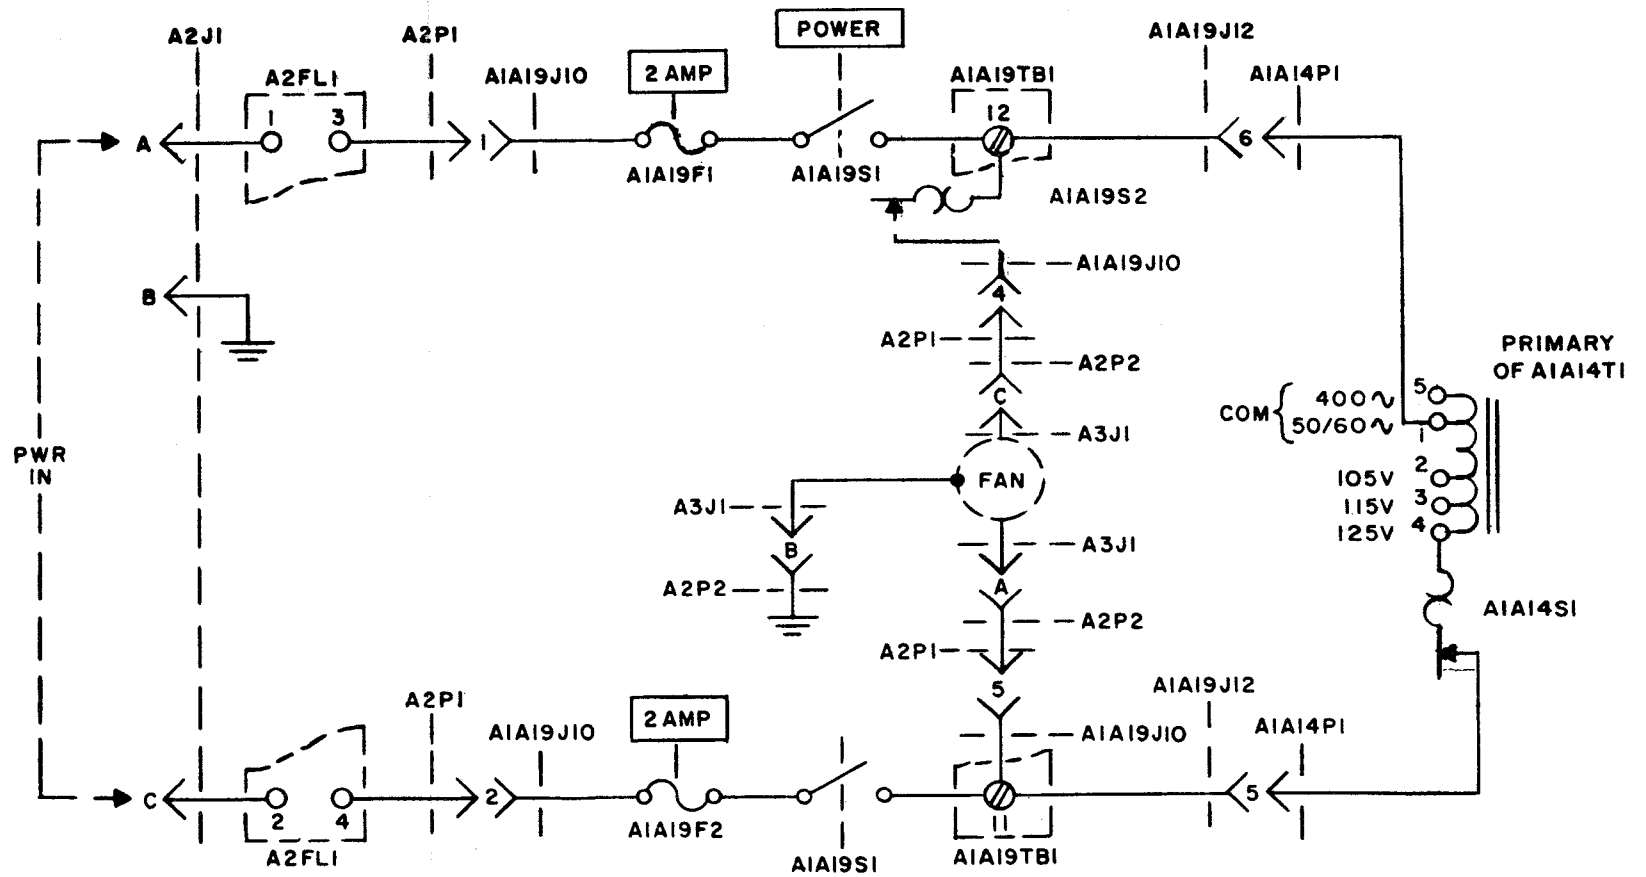 A2J1
A2P1
A1A19J10
A2FL1
2 AMP
POWER
A1A19TB1
A1A19J12
A1A14P1
1
3
12
A
1
6
A1A19F1
A1A19S1
A1A19S2
A1A19J10
4
B
A2P1
A2P2
PRIMARY
OF A1A14T1
C
COM
400~
5
50/60~
1
A3J1
PWR
IN
FAN
105V
2
115V
3
125V
4
A3J1
B
A3J1
A
A2P2
A2P2
A1A14S1
A2P1
5
A2P1
A1A19J10
2 AMP
A1A19J10
A1A19J12
A1A14P1
C
2
4
2
11
5
A1A19F2
A2FL1
A1A19S1
A1A19TB1